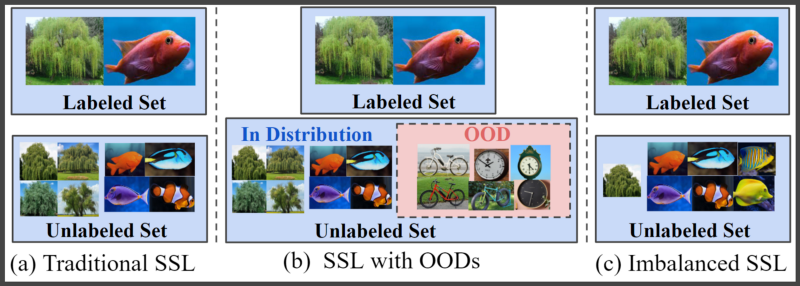 Labeled Set
Unlabeled Set
(a) Traditional SSL
Labeled Set
In Distribution
OOD
Unlabeled Set
(b) SSL with OODs
Labeled Set
Unlabeled Set
(c) Imbalanced SSL